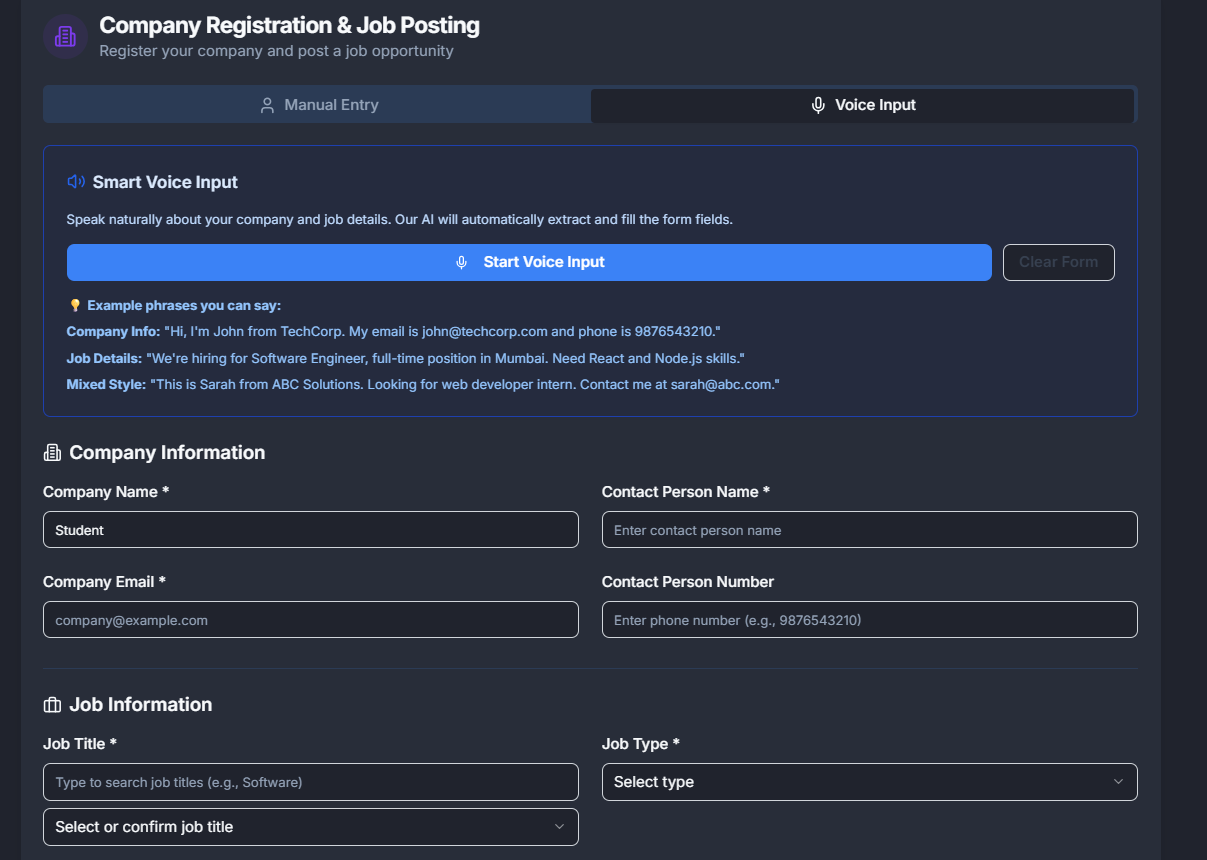 Company Registration & Job Posting
Register your company and post a job opportunity
Manual Entry
Voice Input
Smart Voice Input
Speak naturally about your company and job details. Our AI will automatically extract and fill the form fields.
Start Voice Input
Clear Form
💡 Example phrases you can say:
Company Info: "Hi, I'm John from TechCorp. My email is john@techcorp.com and phone is 9876543210."
Job Details: "We're hiring for Software Engineer, full-time position in Mumbai. Need React and Node.js skills."
Mixed Style: "This is Sarah from ABC Solutions. Looking for web developer intern. Contact me at sarah@abc.com."
Company Information
Company Name *
Contact Person Name *
Student
Enter contact person name
Company Email *
Contact Person Number
company@example.com
Enter phone number (e.g., 9876543210)
Job Information
Job Title *
Job Type *
Type to search job titles (e.g., Software)
Select type
Select or confirm job title